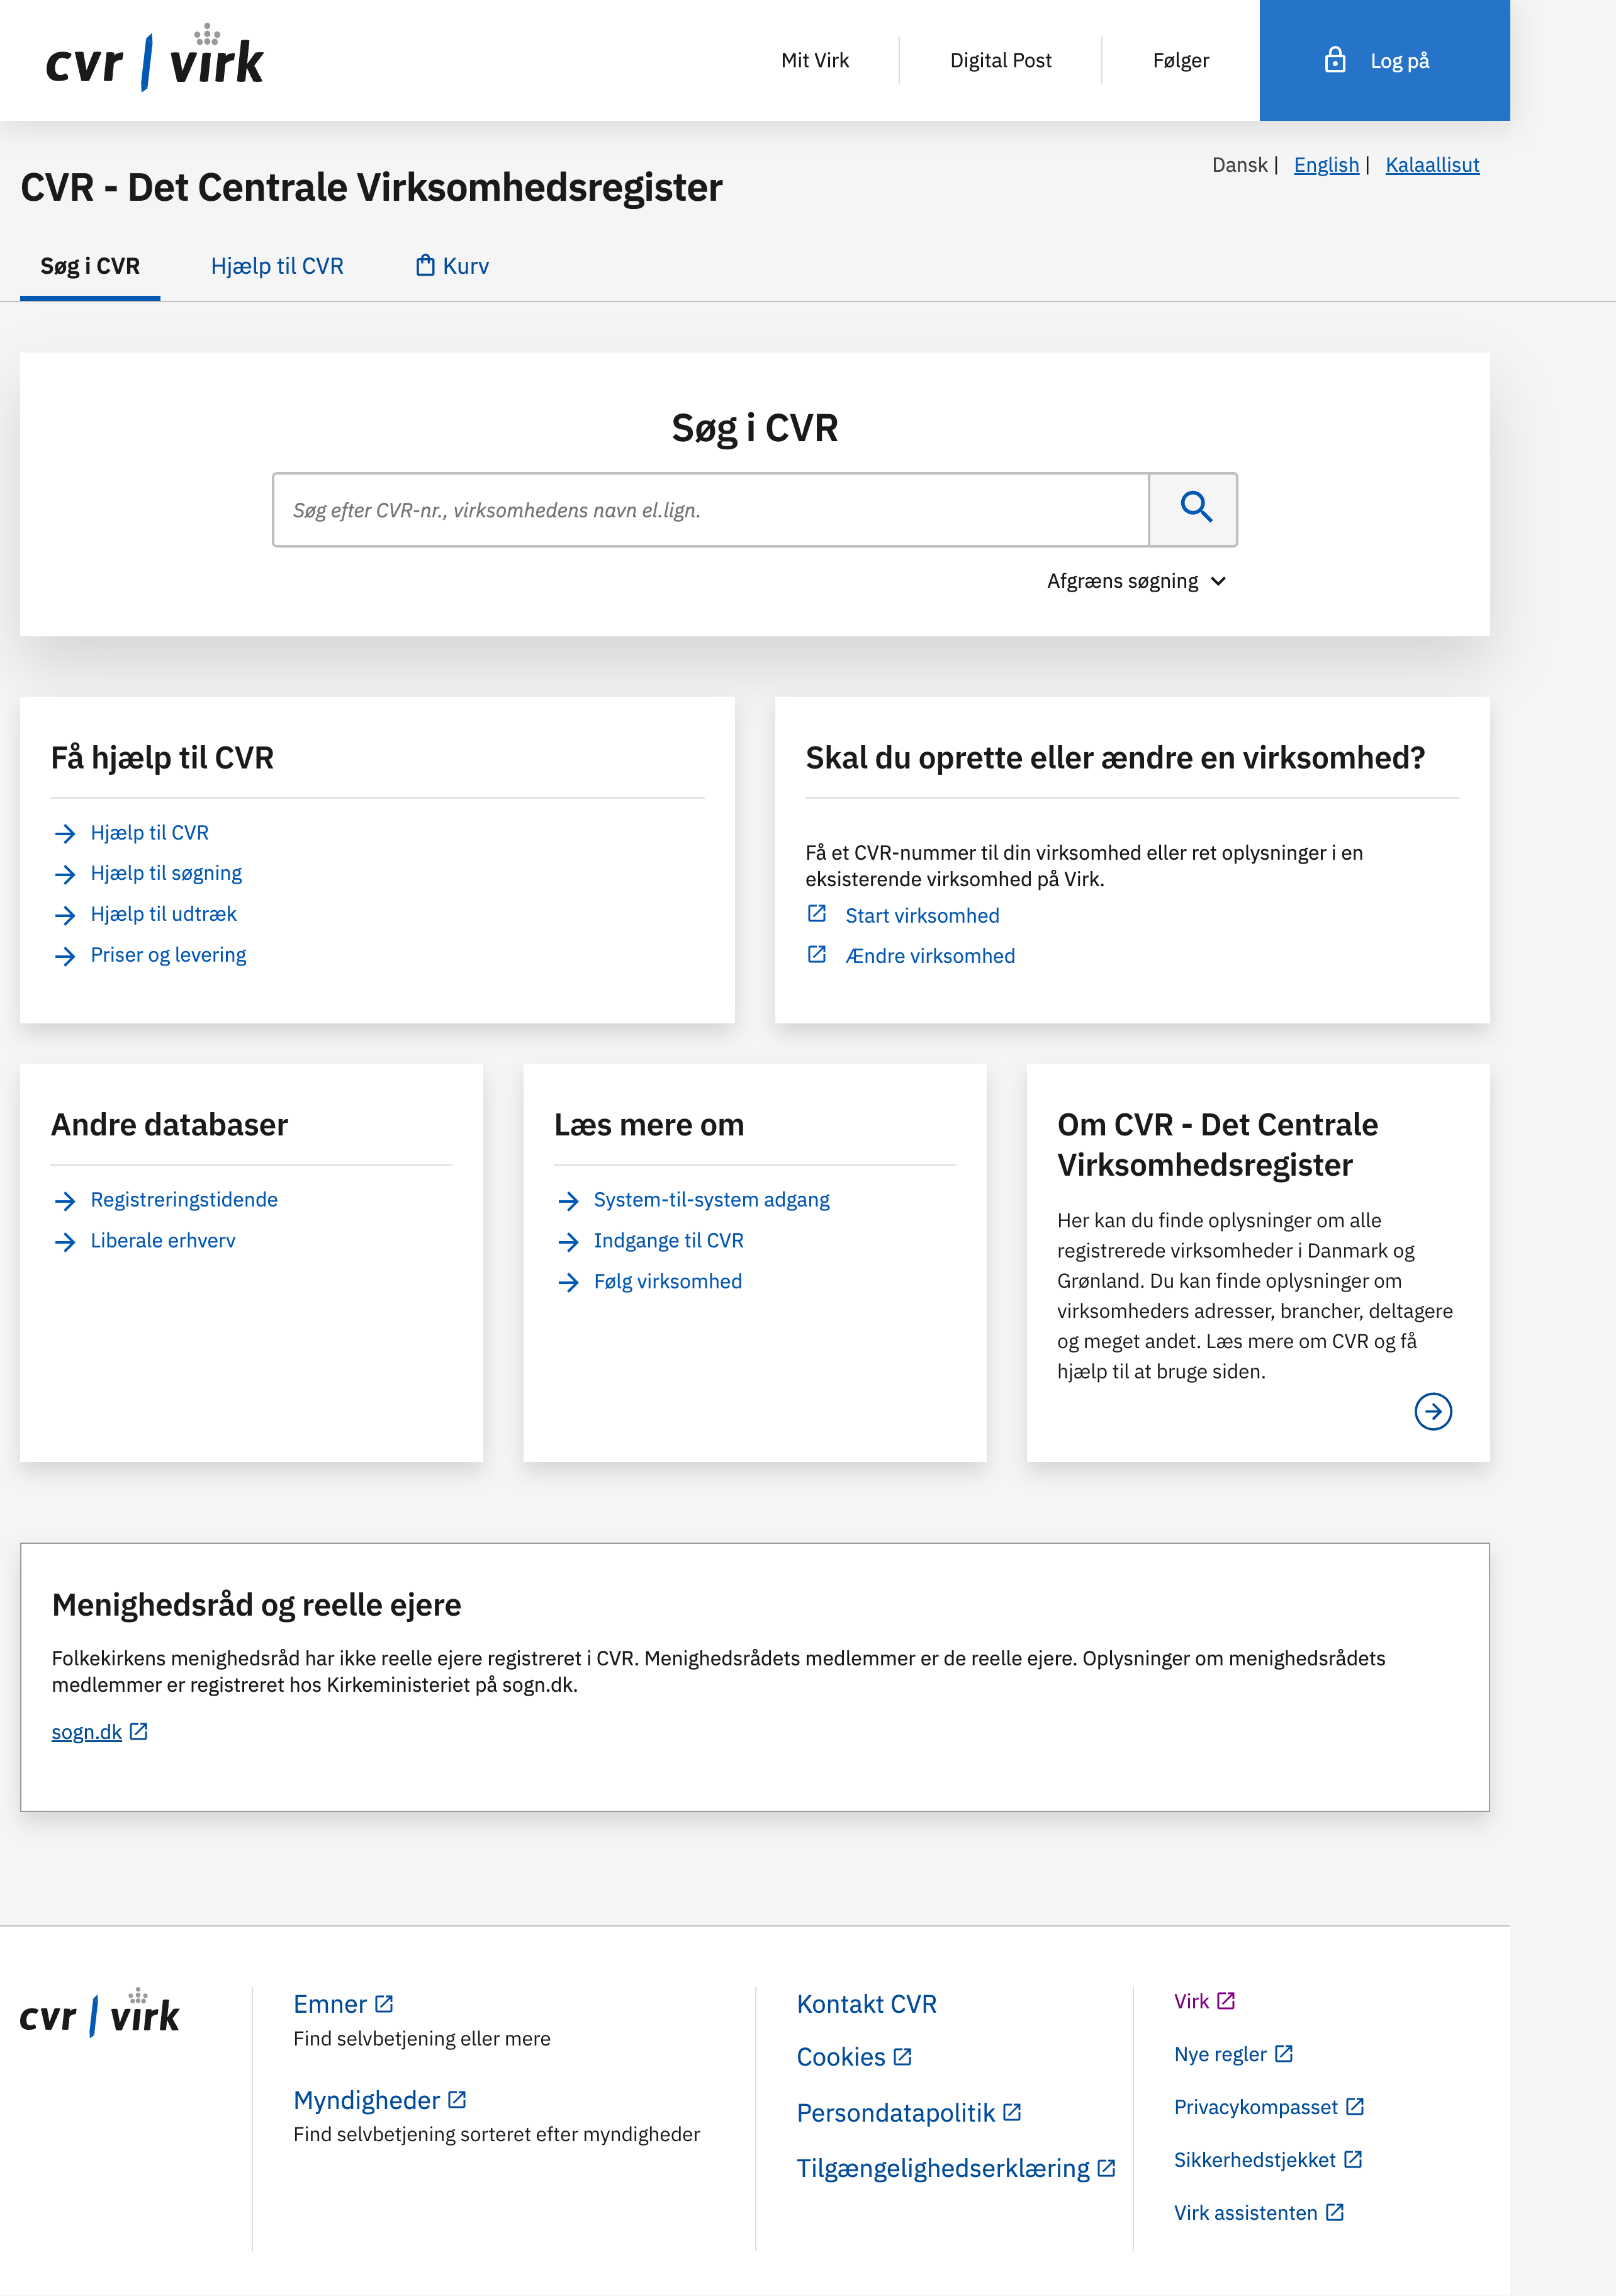 cvr virk
Mit Virk
Digital Post
Følger
Log på
Dansk | English | Kalaallisut
CVR - Det Centrale Virksomhedsregister
Søg i CVR
Hjælp til CVR
Kurv
Søg i CVR
Søg efter CVR-nr., virksomhedens navn el.lign.
Afgræns søgning
Få hjælp til CVR
Hjælp til CVR
Hjælp til søgning
Hjælp til udtræk
Priser og levering
Skal du oprette eller ændre en virksomhed?
Få et CVR-nummer til din virksomhed eller ret oplysninger i en
eksisterende virksomhed på Virk.
Start virksomhed
Ændre virksomhed
Andre databaser
Registreringstidende
Liberale erhverv
Læs mere om
System-til-system adgang
Indgange til CVR
Følg virksomhed
Om CVR - Det Centrale
Virksomhedsregister
Her kan du finde oplysninger om alle
registrerede virksomheder i Danmark og
Grønland. Du kan finde oplysninger om
virksomheders adresser, brancher, deltagere
og meget andet. Læs mere om CVR og få
hjælp til at bruge siden.
Menighedsråd og reelle ejere
Folkekirkens menighedsråd har ikke reelle ejere registreret i CVR. Menighedsrådets medlemmer er de reelle ejere. Oplysninger om menighedsrådets
medlemmer er registreret hos Kirkeministeriet på sogn.dk.
sogn.dk
cvr virk
Emner
Find selvbetjening eller mere
Myndigheder
Find selvbetjening sorteret efter myndigheder
Kontakt CVR
Cookies
Persondatapolitik
Tilgængelighedserklæring
Virk
Nye regler
Privacykompasset
Sikkerhedstjekket
Virk assistenten